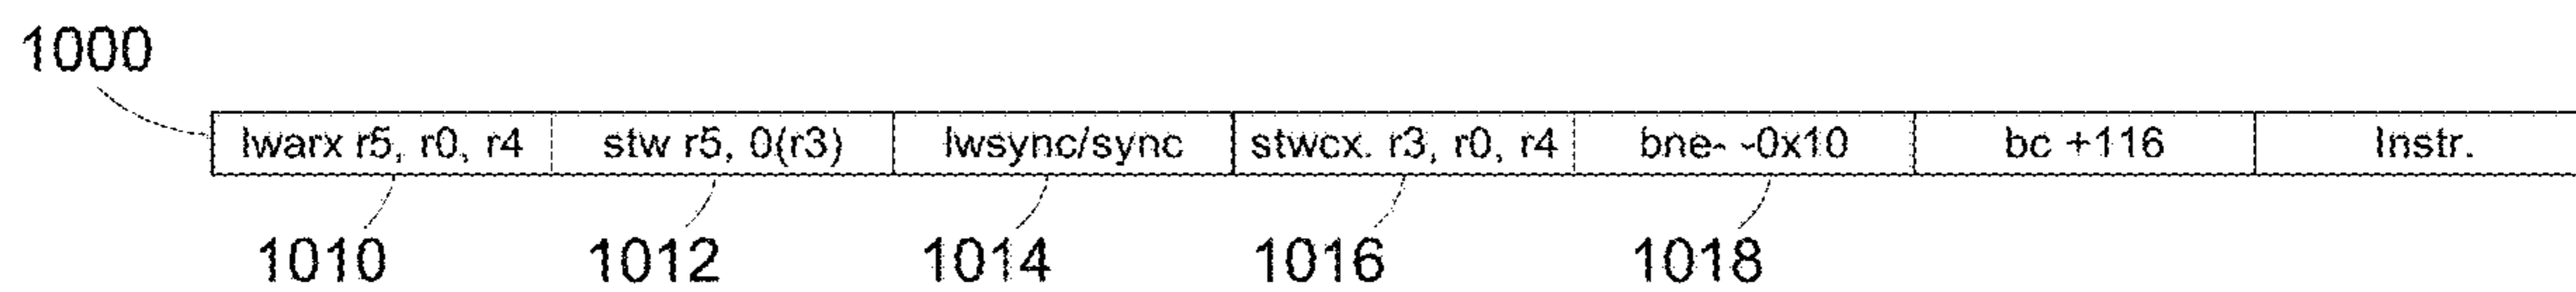 1000
lwarx r5, r0, r4 stw r5, 0(r3) lwsync/sync stwcx. r3, r0, r4 bne- -0x10 bc +116 Instr.
1010 1012 1014 1016 1018